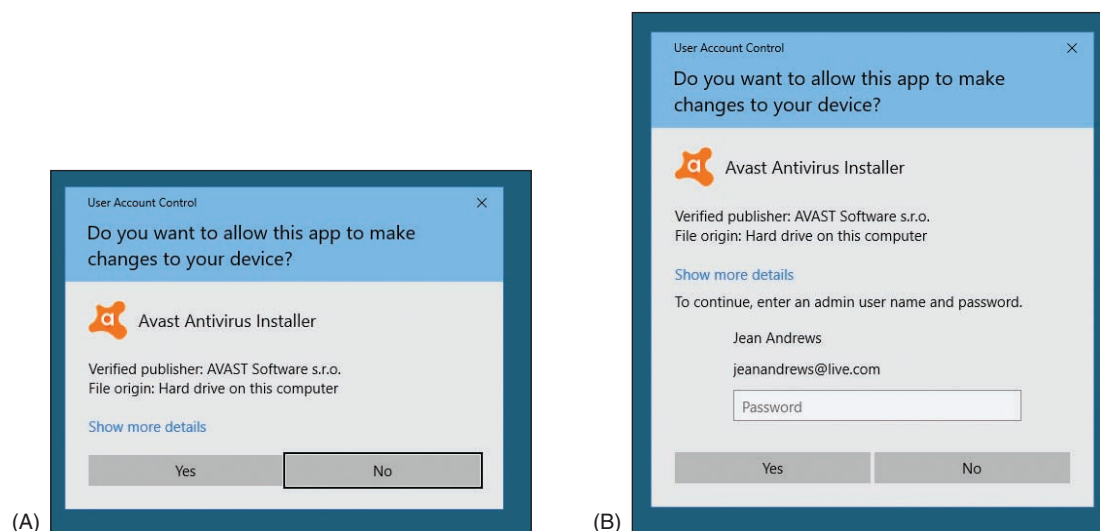 User Account Control
Do you want to allow this app to make
changes to your device?
Avast Antivirus Installer
Verified publisher: AVAST Software s.r.o.
File origin: Hard drive on this computer
Show more details
Yes No
(A)
User Account Control
Do you want to allow this app to make
changes to your device?
Avast Antivirus Installer
Verified publisher: AVAST Software s.r.o.
File origin: Hard drive on this computer
Show more details
To continue, enter an admin user name and password.
Jean Andrews
jeanandrews@live.com
Password
Yes No
(B)